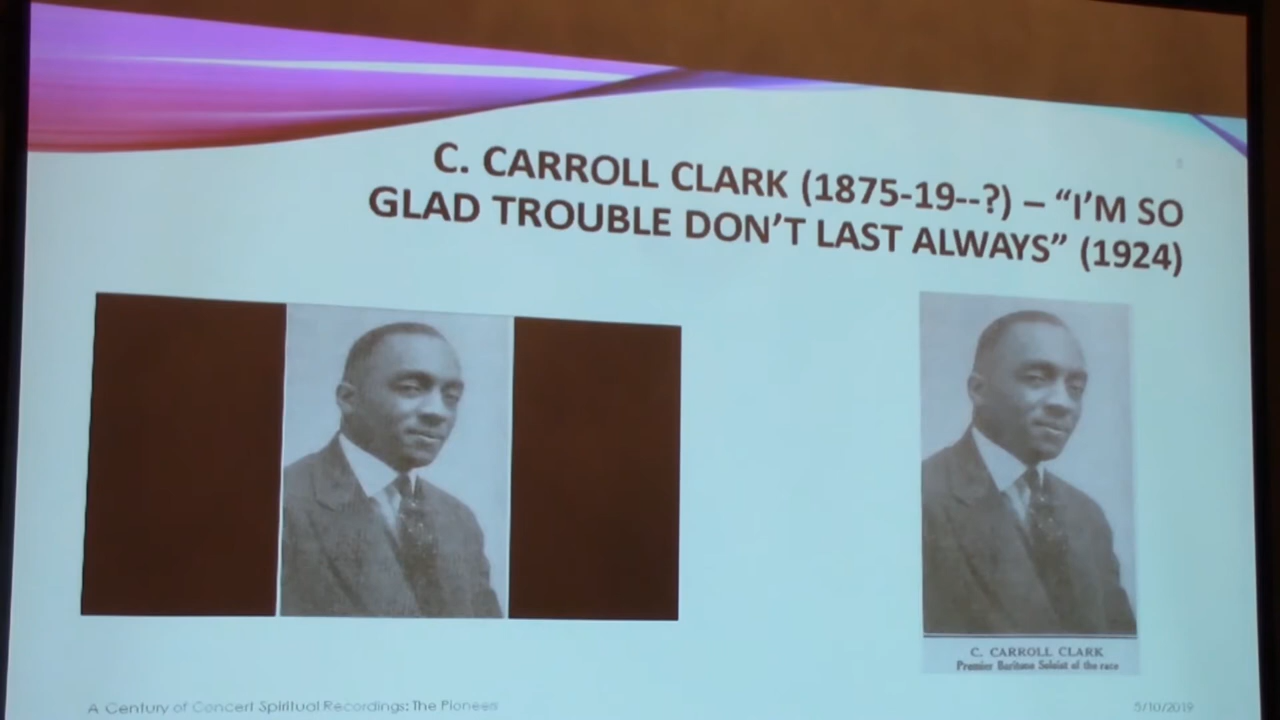 C. CARROLL CLARK (1875-19--?) – “I’M SO
GLAD TROUBLE DON’T LAST ALWAYS” (1924)
C. CARROLL CLARK
Premier Baritone Soloist of the race
A Century of Concert Spiritual Recordings: The Pionees
5/10/2019